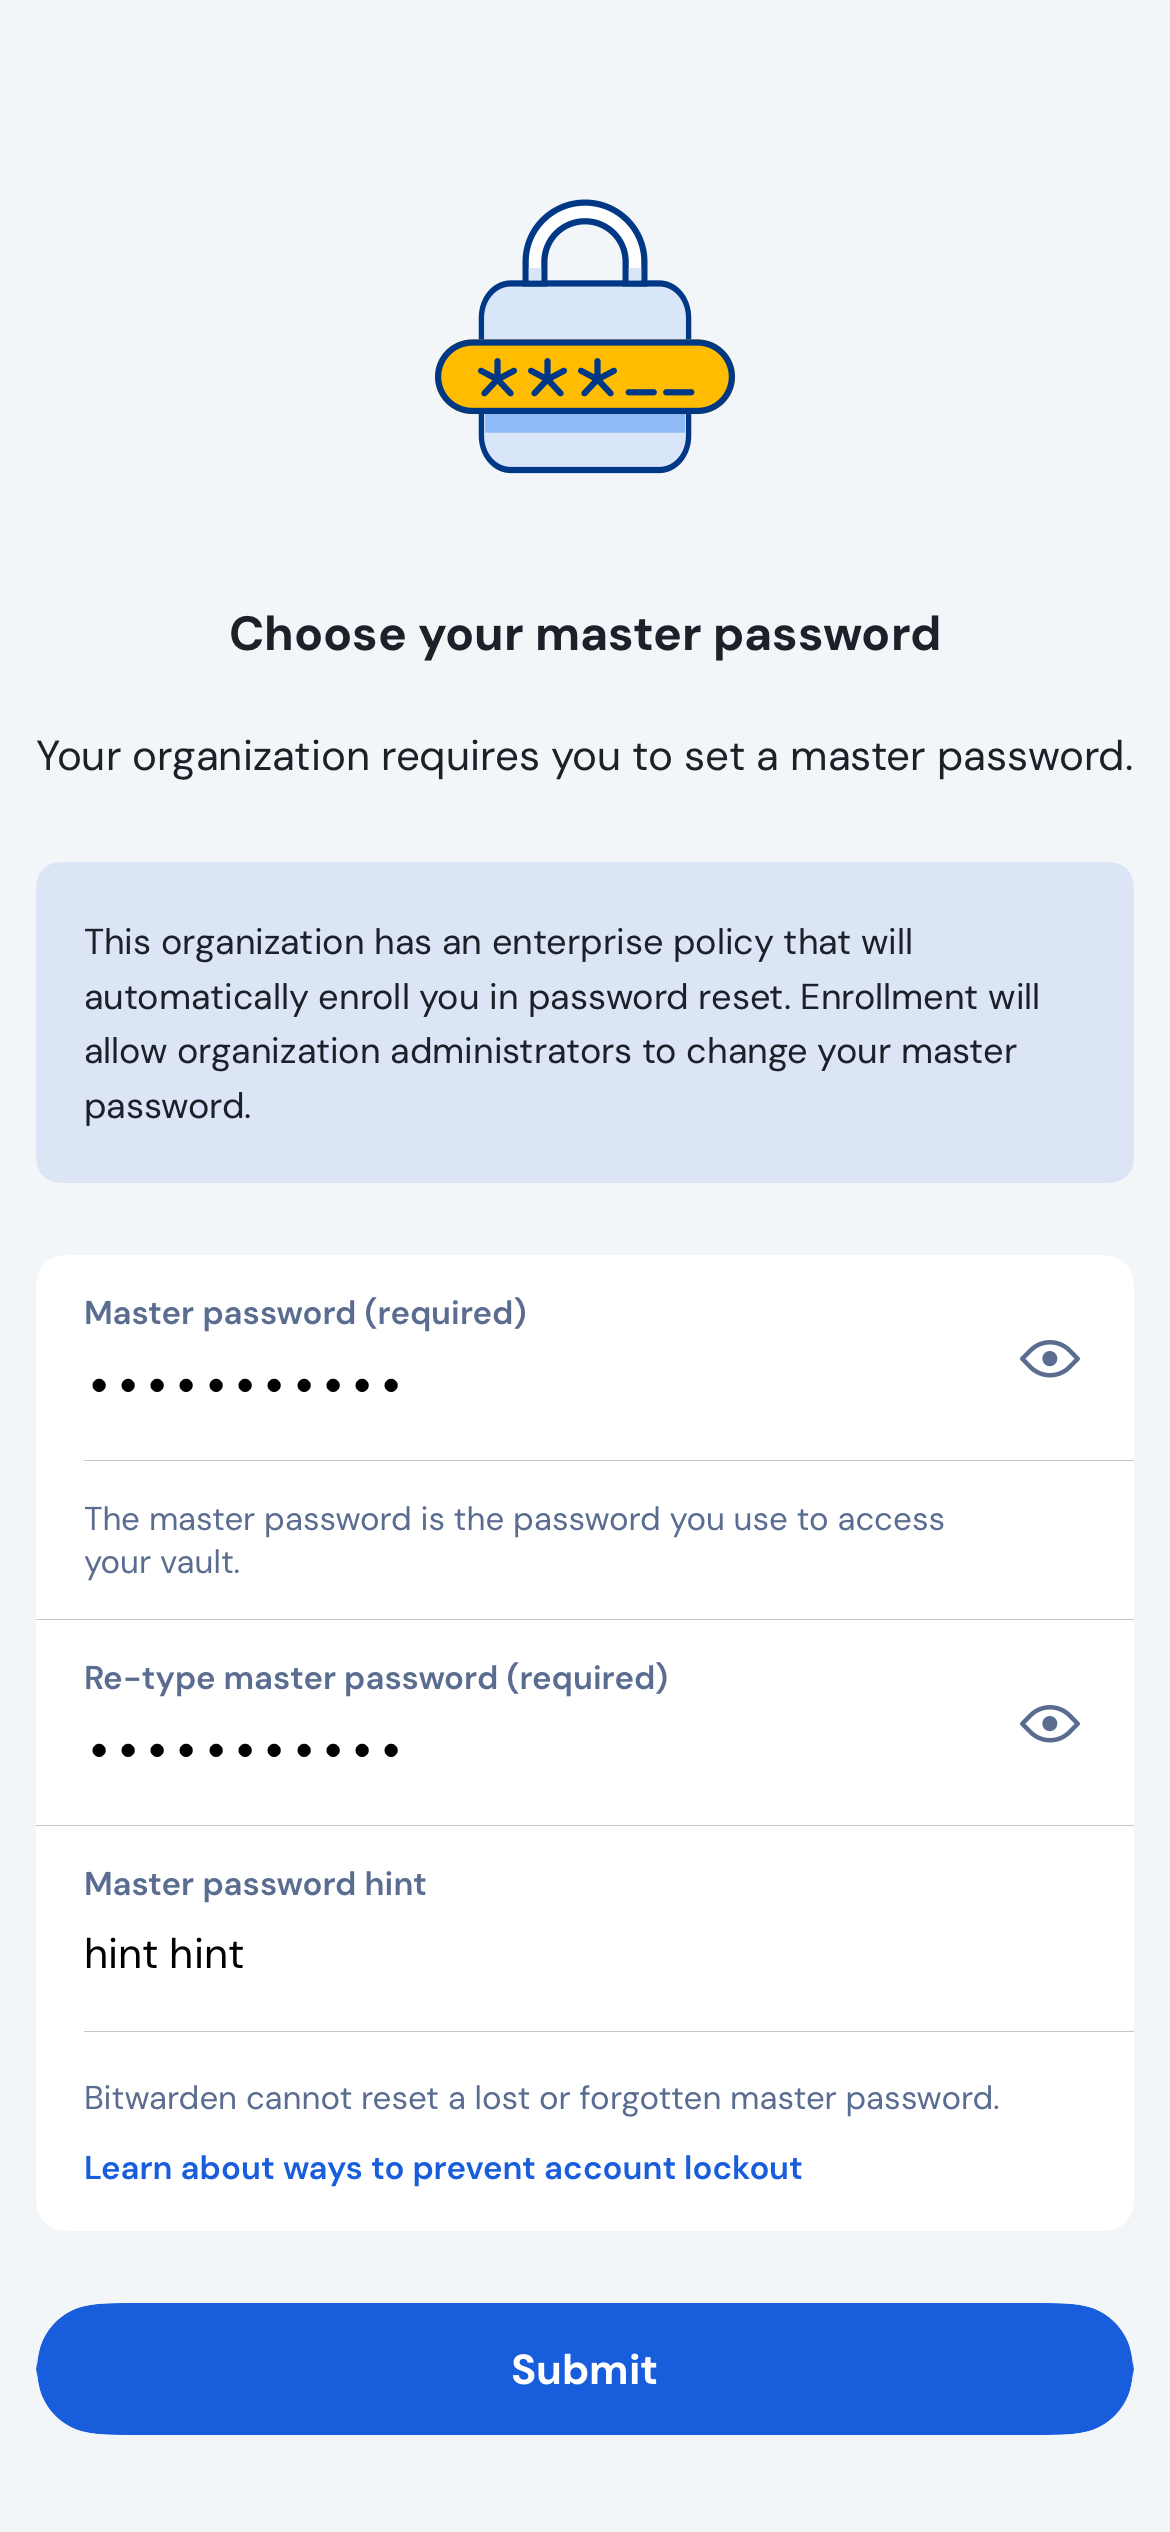 ***__
Choose your master password
Your organization requires you to set a master password.
This organization has an enterprise policy that will
automatically enroll you in password reset. Enrollment will
allow organization administrators to change your master
password.
Master password (required)
•••••••••••
The master password is the password you use to access
your vault.
Re-type master password (required)
•••••••••••
Master password hint
hint hint
Bitwarden cannot reset a lost or forgotten master password.
Learn about ways to prevent account lockout
Submit